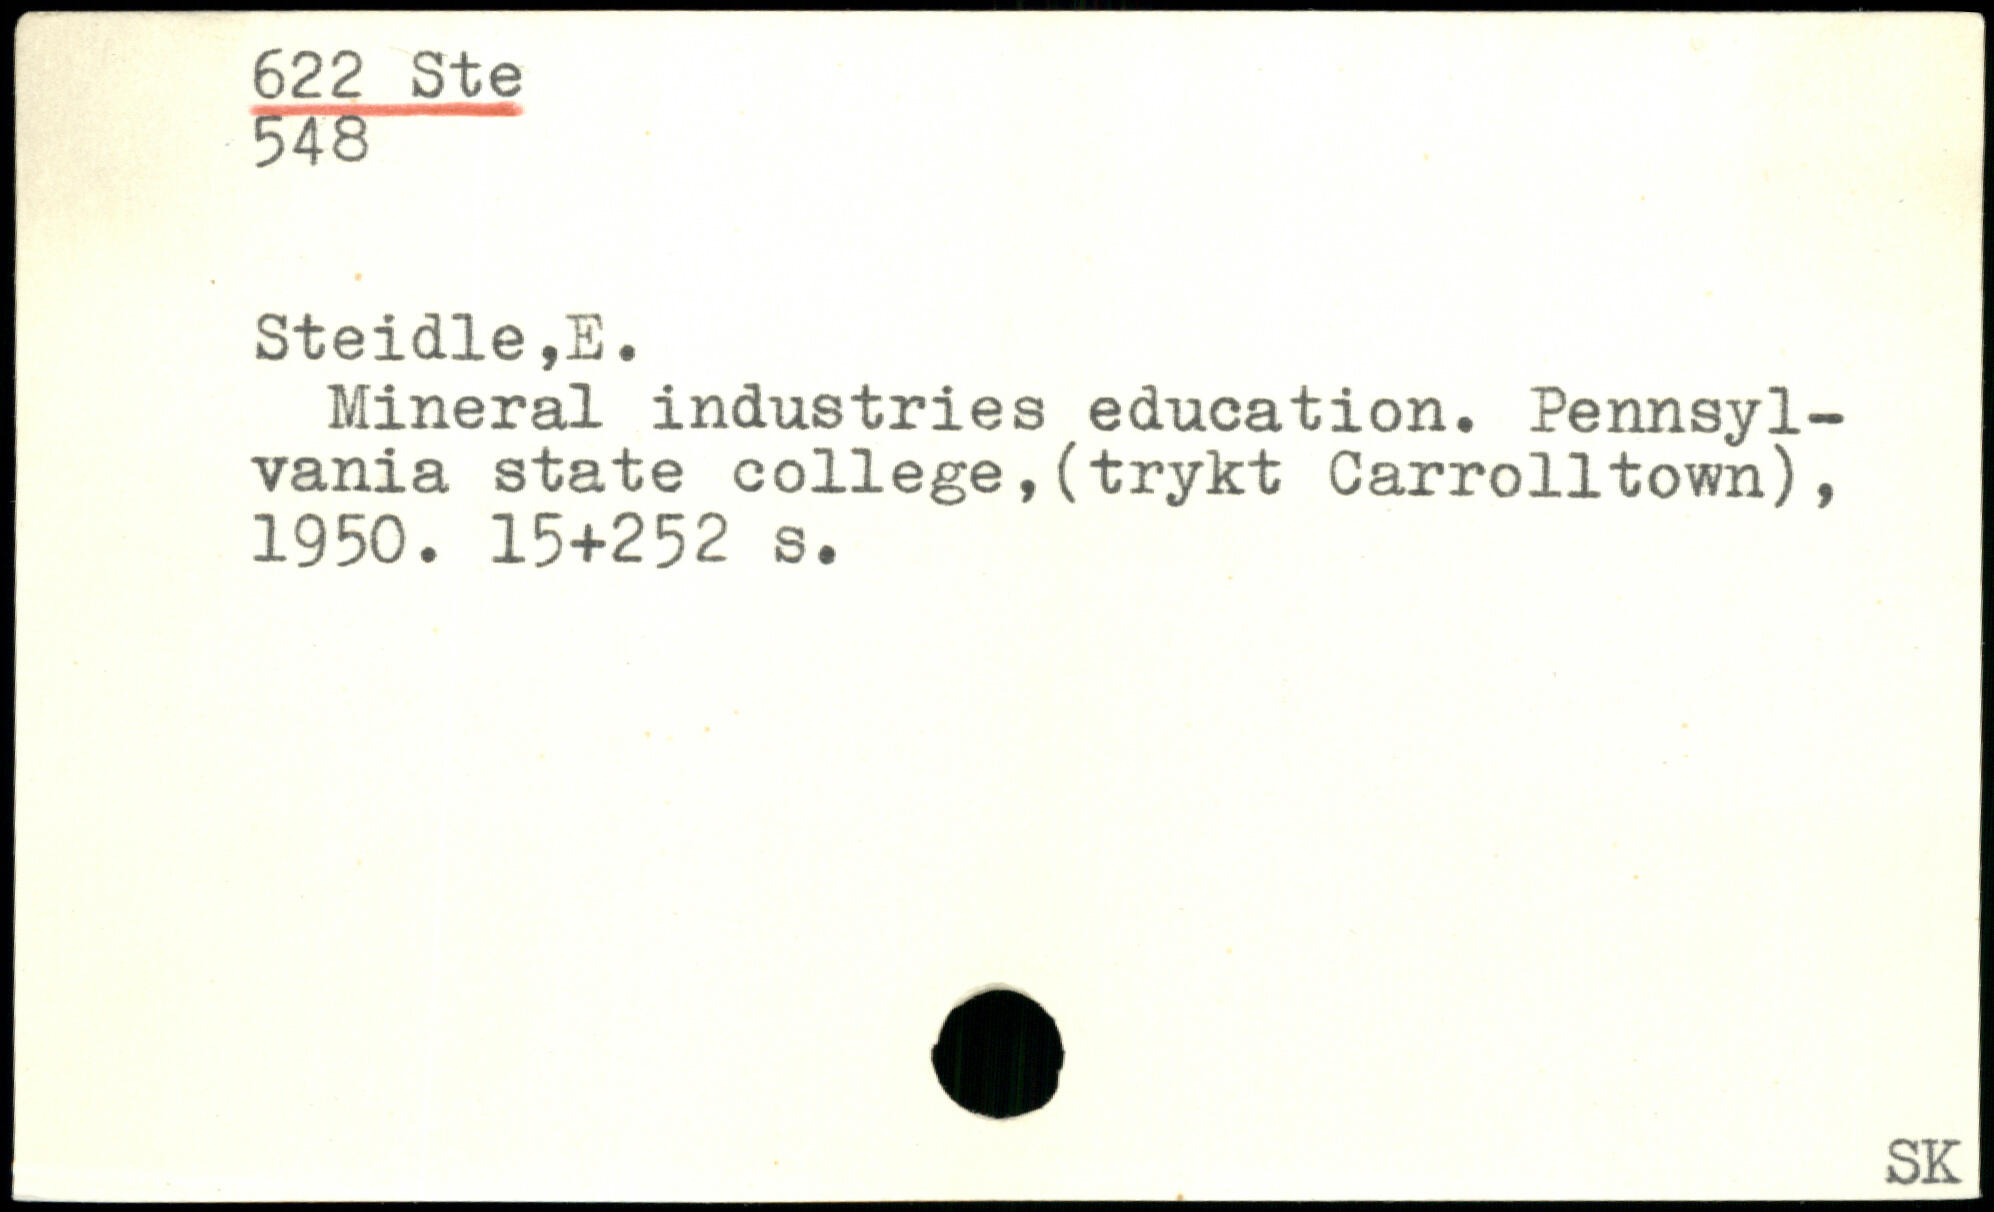 622 Ste
548
Steidle,E.
Mineral industries education. Pennsyl-
vania state college,(trykt Carrolltown),
1950. 15+252 s.
SK